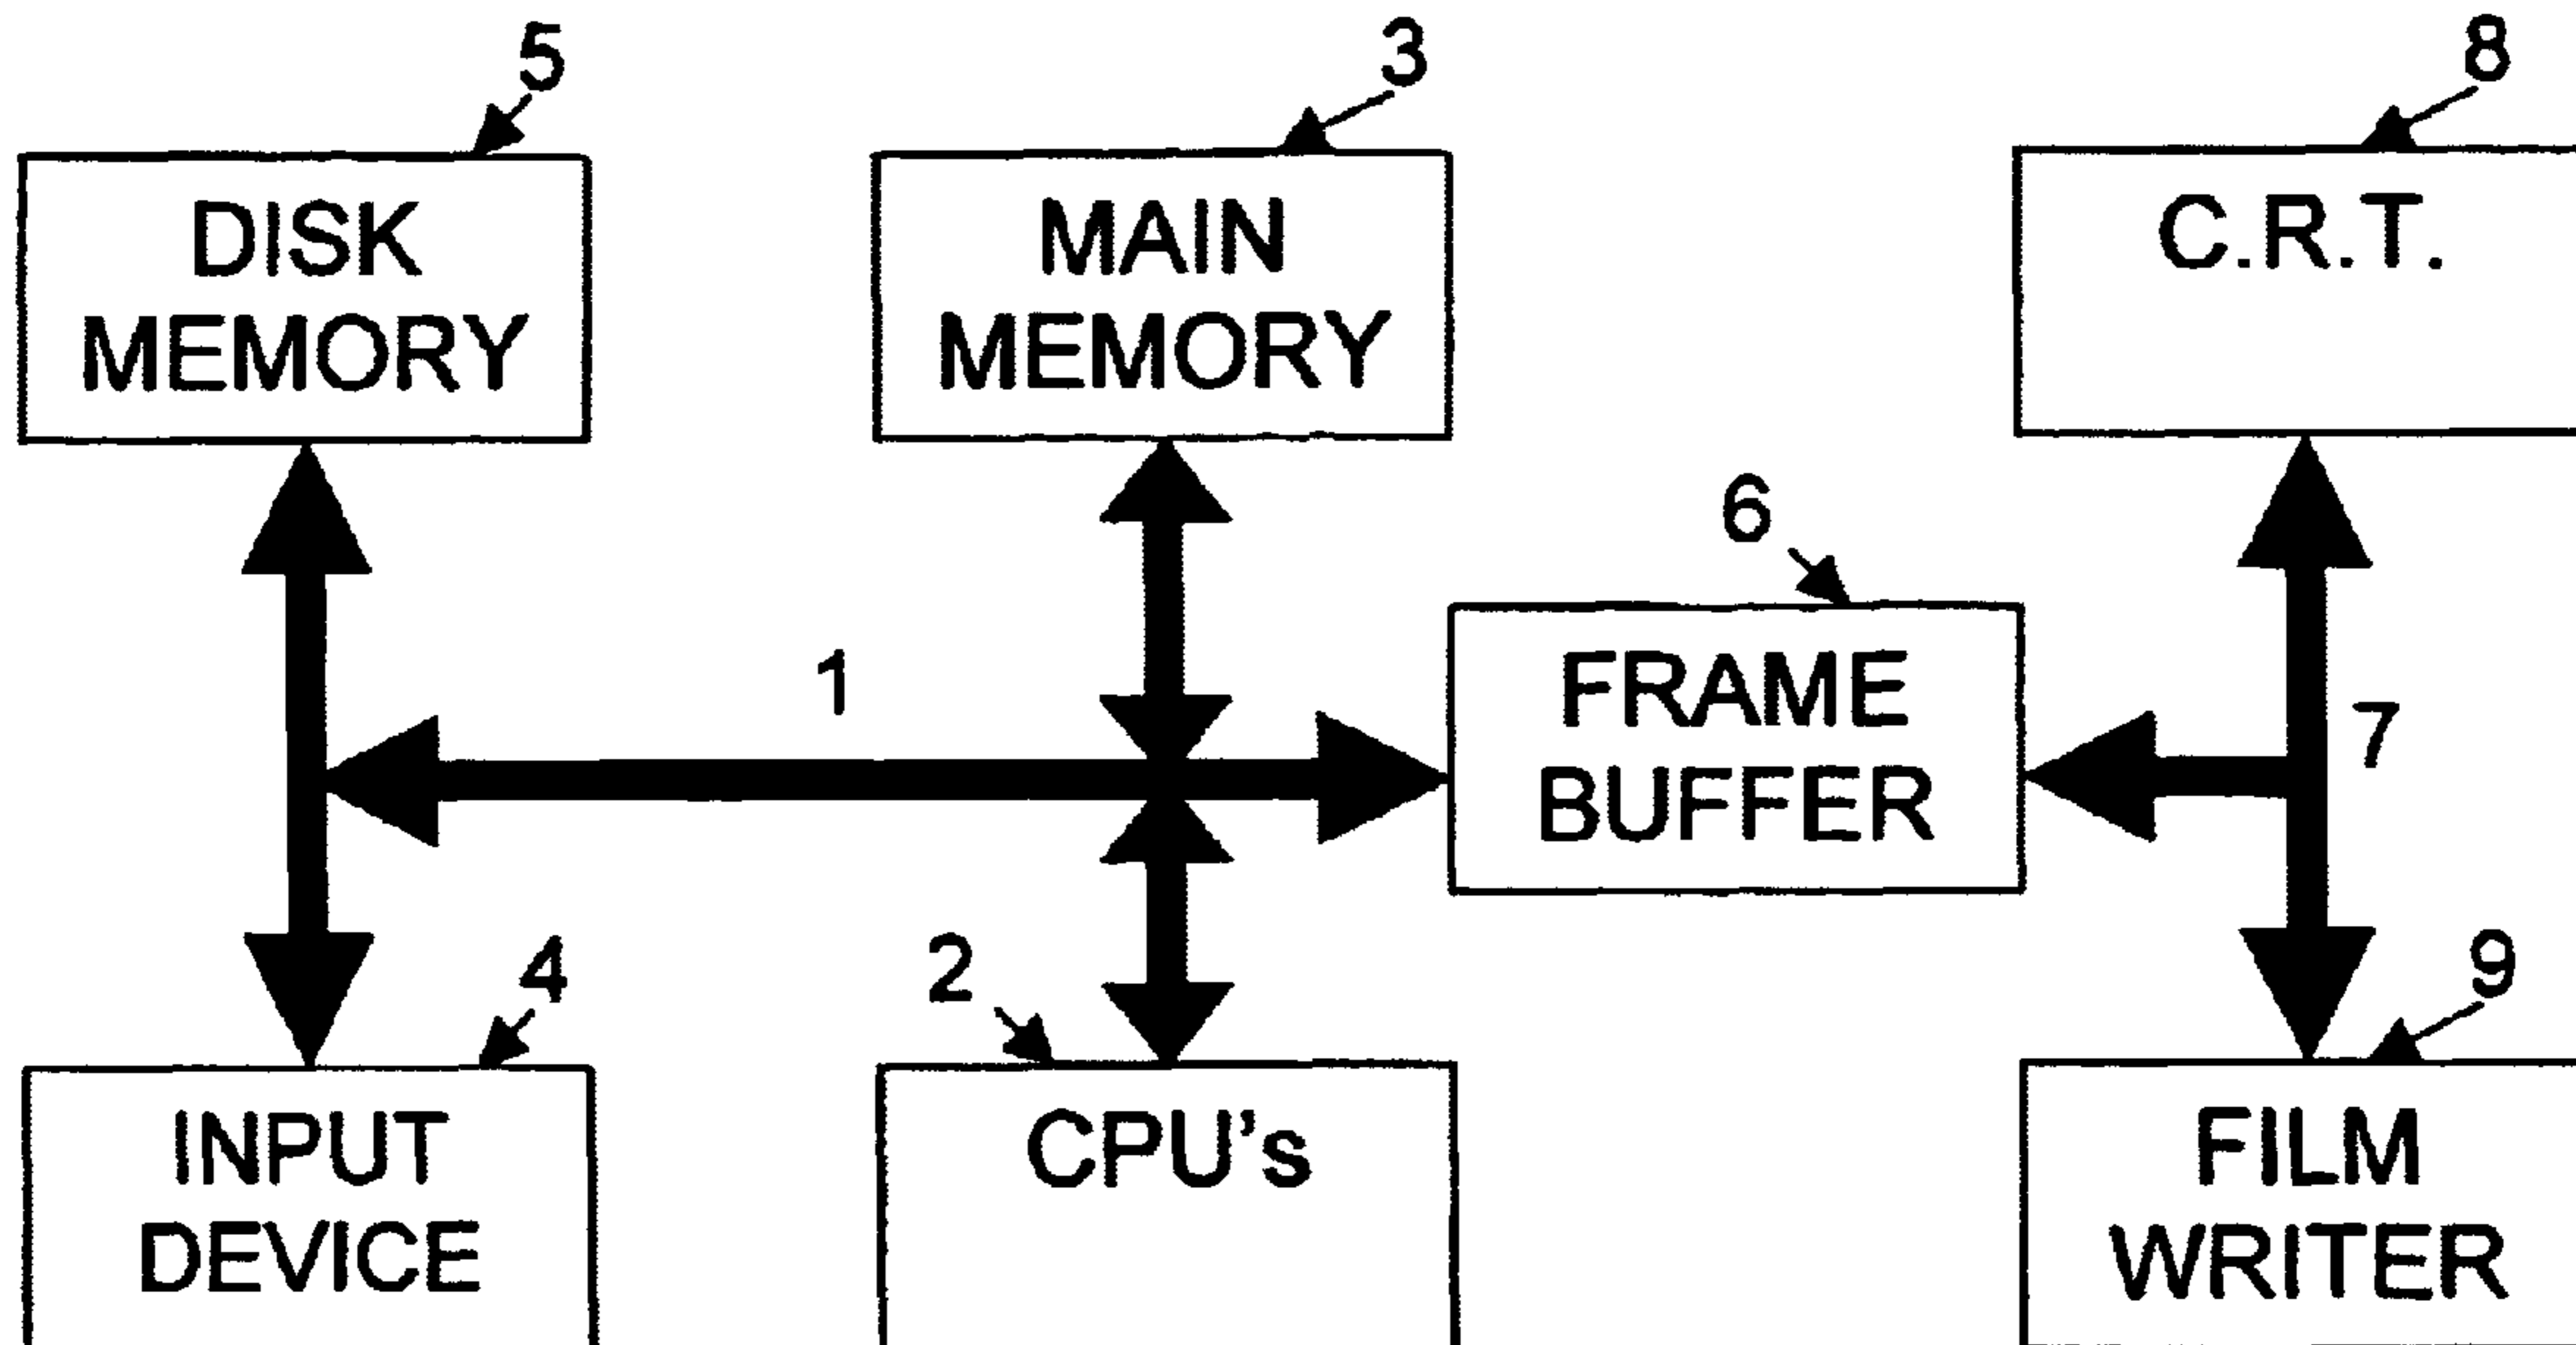 5
3
8
DISK
MEMORY
MAIN
MEMORY
C.R.T.
6
1
FRAME
BUFFER
7
4
2
9
INPUT
DEVICE
CPU's
FILM
WRITER